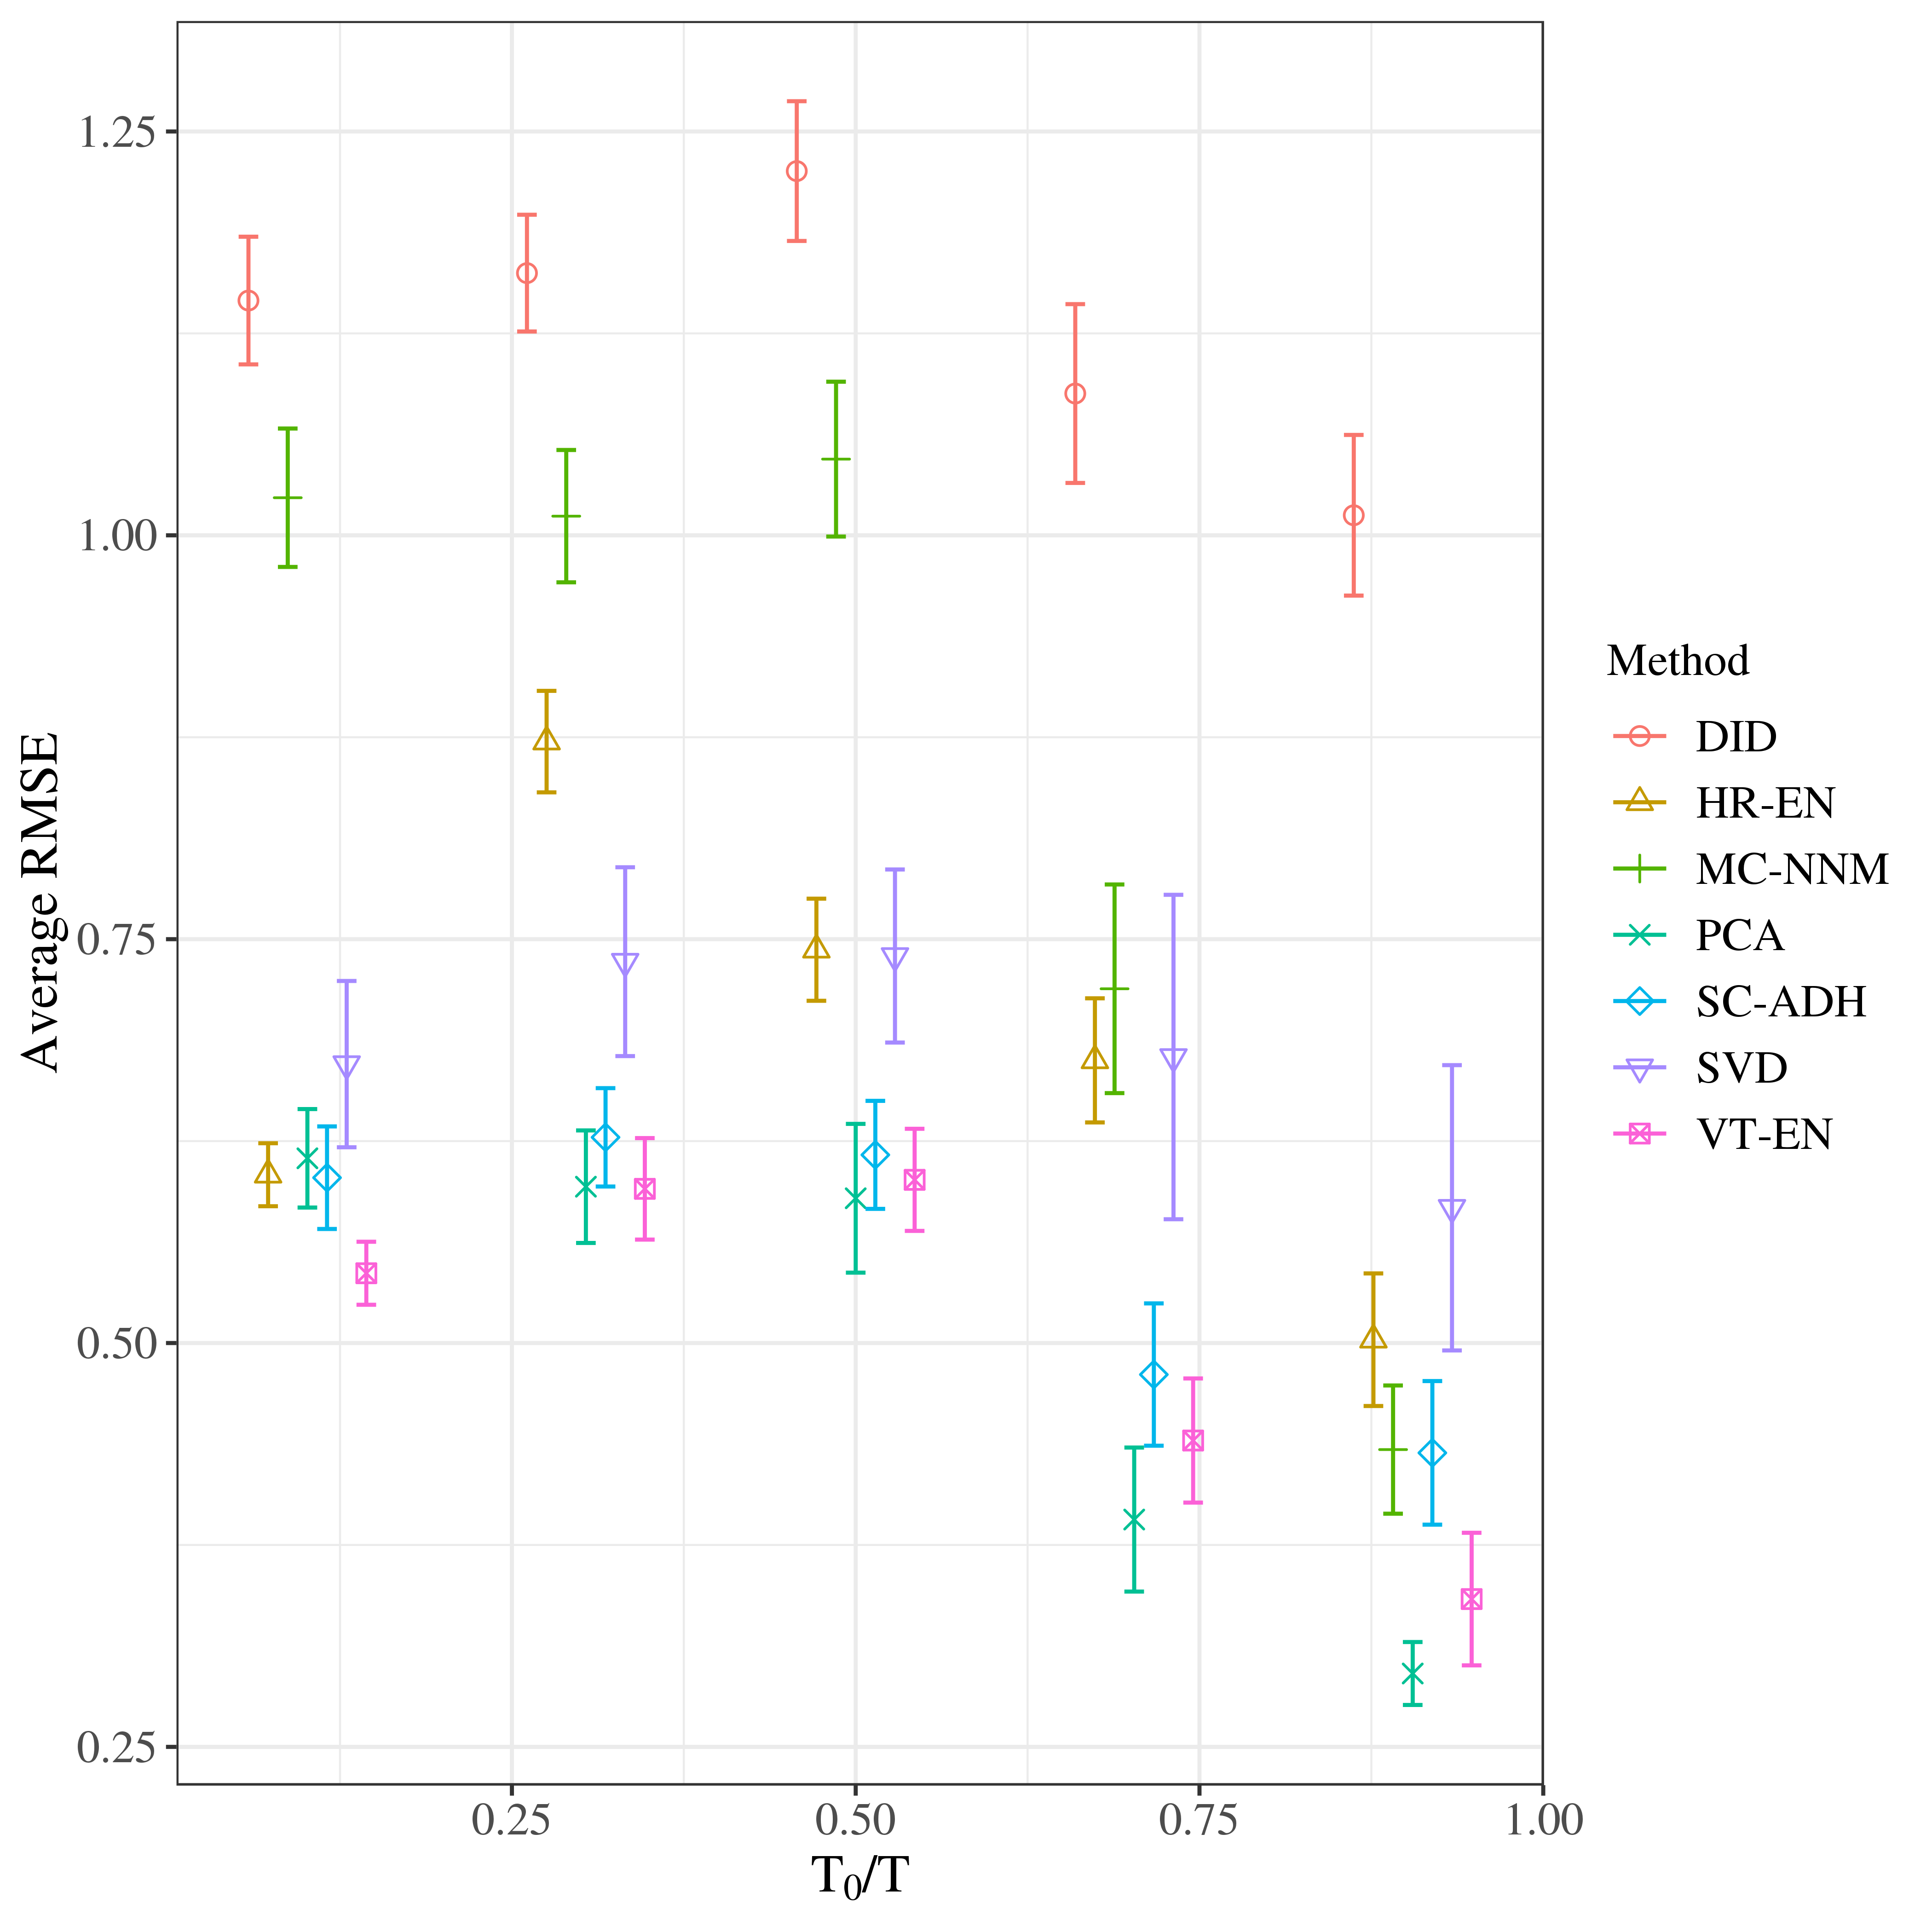 Average RMSE
1.25
1.00
0.75
0.50
0.25
0.25 0.50 0.75 1.00
T₀/T
Method
DID
HR-EN
MC-NNM
PCA
SC-ADH
SVD
VT-EN